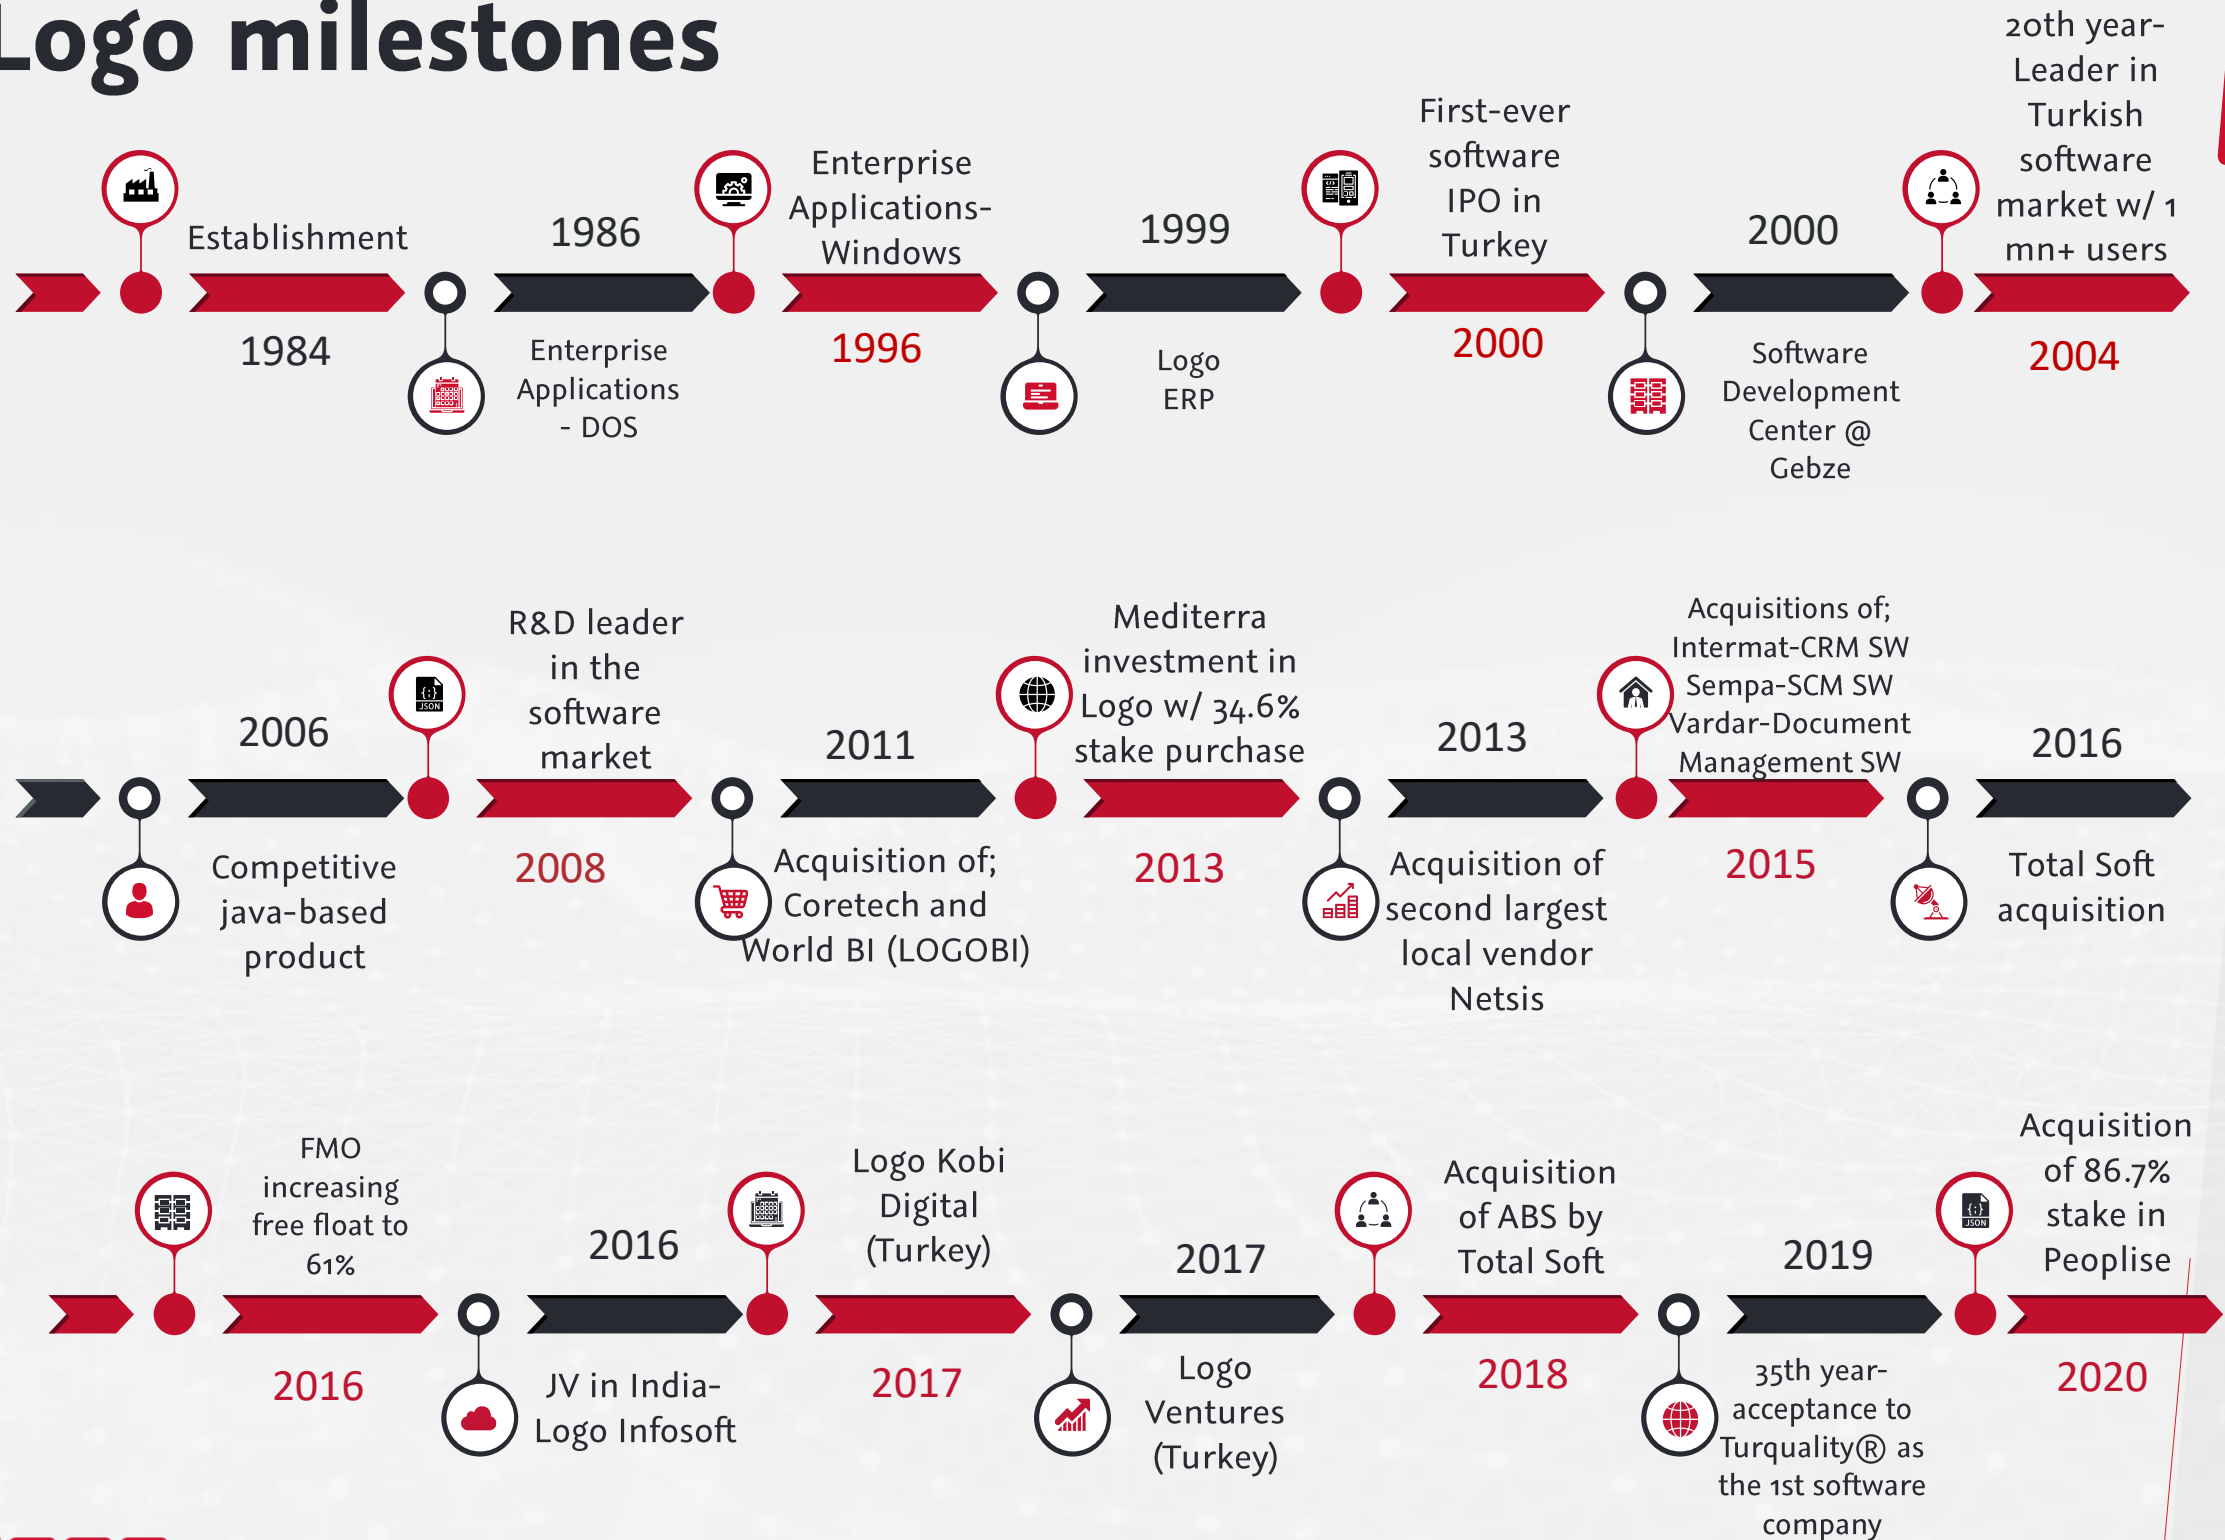 Logo milestones
Establishment
1984
1986
Enterprise
Applications
- DOS
Enterprise
Applications-
Windows
1996
1999
Logo
ERP
First-ever
software
IPO in
Turkey
2000
2000
Software
Development
Center @
Gebze
20th year-
Leader in
Turkish
software
market w/ 1
mn+ users
2004
2006
Competitive
java-based
product
JSON
R&D leader
in the
software
market
2008
2011
Acquisition of;
Coretech and
World BI (LOGOBI)
Mediterra
investment in
Logo w/ 34.6%
stake purchase
2013
2013
Acquisition of
second largest
local vendor
Netsis
Acquisitions of;
Intermat-CRM SW
Sempa-SCM SW
Vardar-Document
Management SW
2015
2016
Total Soft
acquisition
FMO
increasing
free float to
61%
2016
2016
JV in India-
Logo Infosoft
Logo Kobi
Digital
(Turkey)
2017
2017
Logo
Ventures
(Turkey)
Acquisition
of ABS by
Total Soft
2018
2019
35th year-
acceptance to
Turquality® as
the 1st software
company
JSON
Acquisition
of 86.7%
stake in
Peoplise
2020